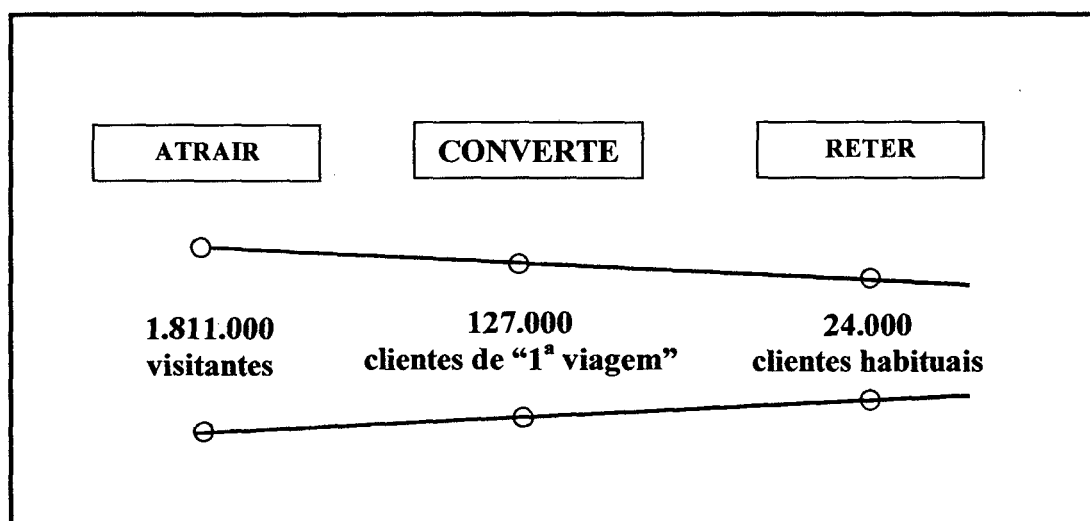 ATRAIR
CONVERTE
RETER
1.811.000
visitantes
127.000
clientes de “1ª viagem”
24.000
clientes habituais